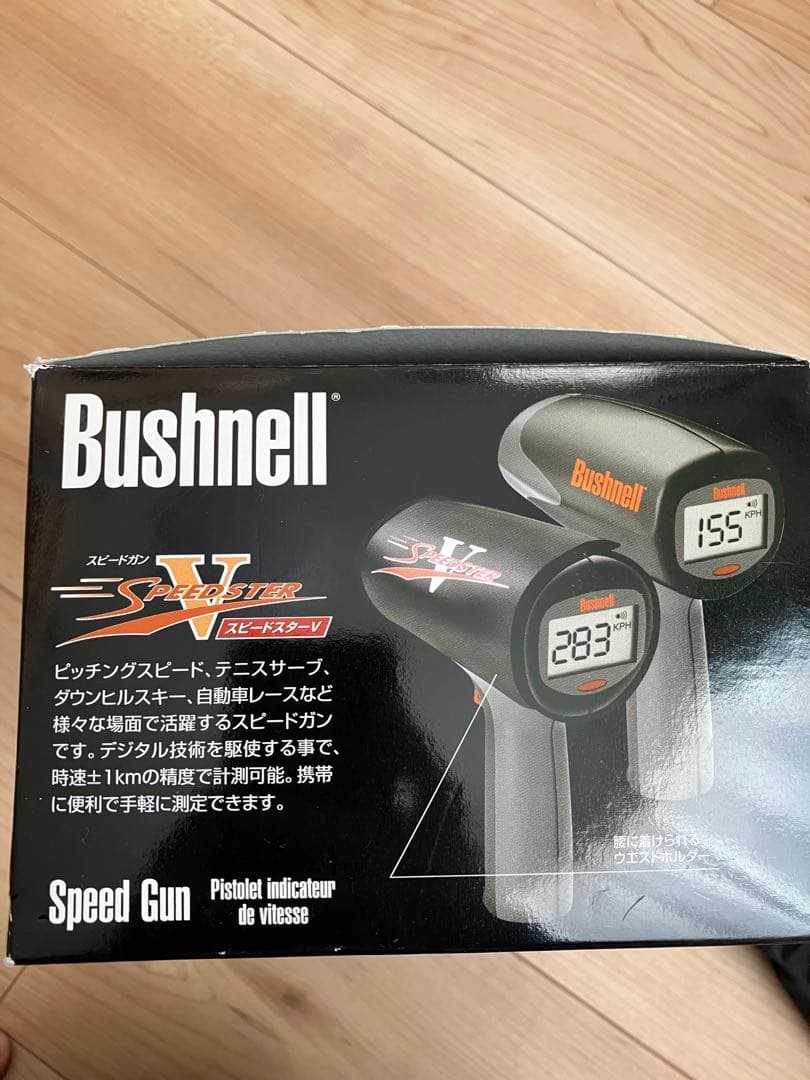 Bushnell®
スピードガン
SPEEDSTER V
スピードスターV
ピッチングスピード、テニスサーブ、
ダウンヒルスキー、自動車レースなど
様々な場面で活躍するスピードガン
です。デジタル技術を駆使する事で、
時速±1kmの精度で計測可能。携帯
に便利で手軽に測定できます。
Speed Gun
Pistolet indicateur
de vitesse
Bushnell
Bushnell
155 KPH
SPEEDSTER V
Bushnell
283 KPH
腰に着けられる
ウエストホルダー